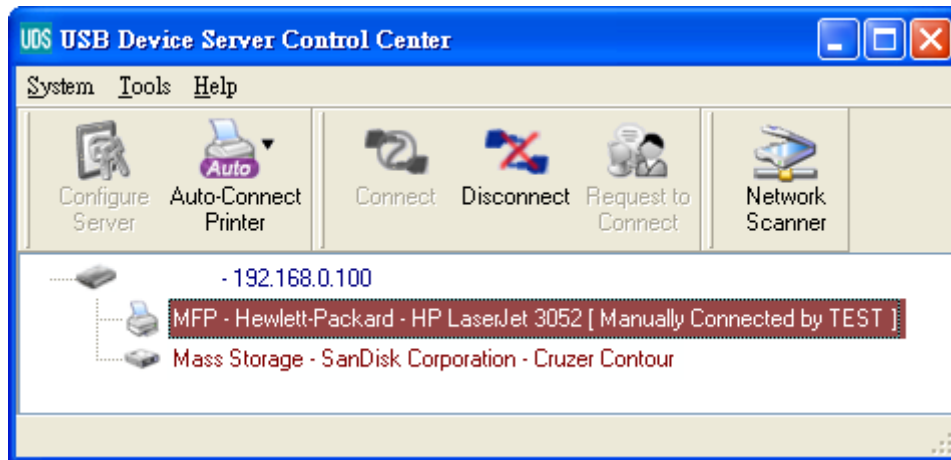 UDS USB Device Server Control Center
System Tools Help
Auto
Configure Server
Auto-Connect Printer
Connect
Disconnect
Request to Connect
Network Scanner
- 192.168.0.100
MFP - Hewlett-Packard - HP LaserJet 3052 [ Manually Connected by TEST ]
Mass Storage - SanDisk Corporation - Cruzer Contour